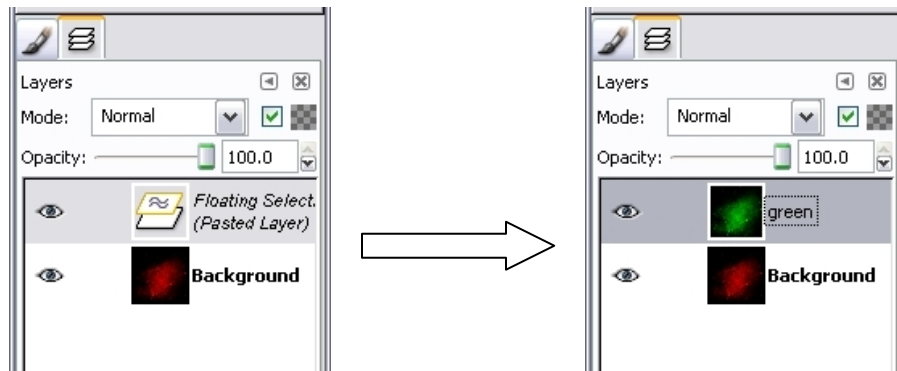 Layers
Mode: Normal
Opacity: 100.0
Floating Select.
(Pasted Layer)
Background
Layers
Mode: Normal
Opacity: 100.0
green
Background